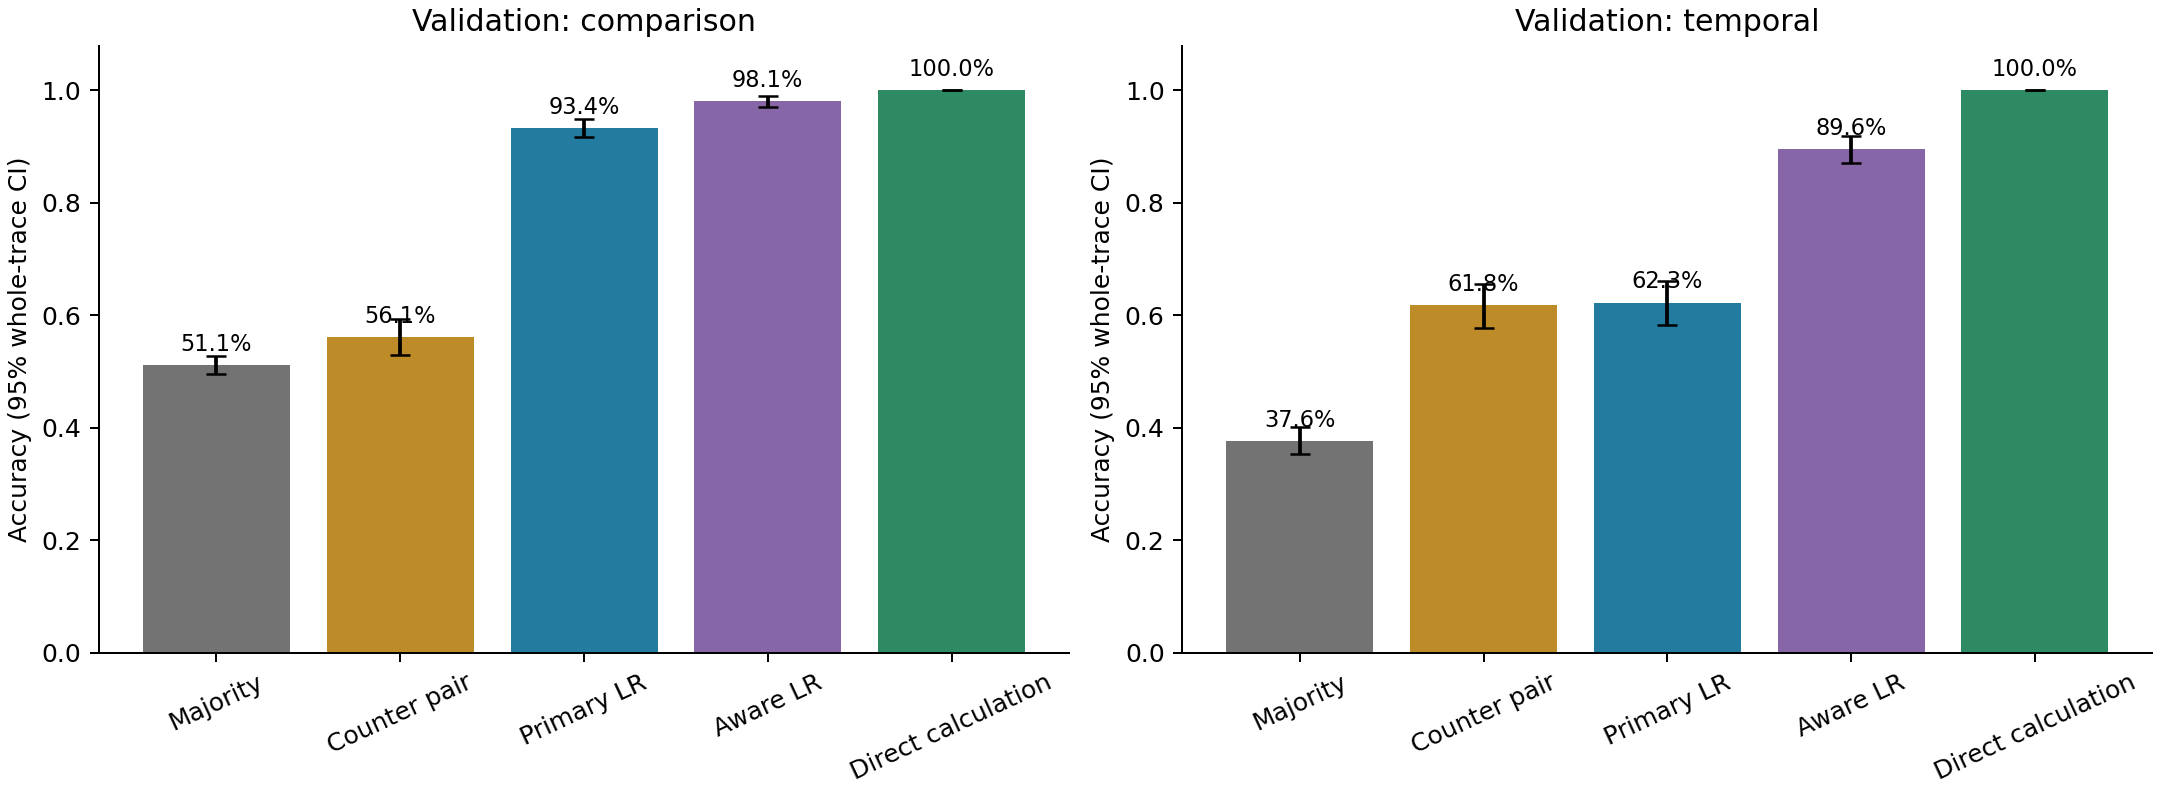 Validation: comparison
Accuracy (95% whole-trace CI)
1.0
0.8
0.6
0.4
0.2
0.0
51.1%
56.1%
93.4%
98.1%
100.0%
Majority
Counter pair
Primary LR
Aware LR
Direct calculation
Validation: temporal
Accuracy (95% whole-trace CI)
1.0
0.8
0.6
0.4
0.2
0.0
37.6%
61.8%
62.3%
89.6%
100.0%
Majority
Counter pair
Primary LR
Aware LR
Direct calculation